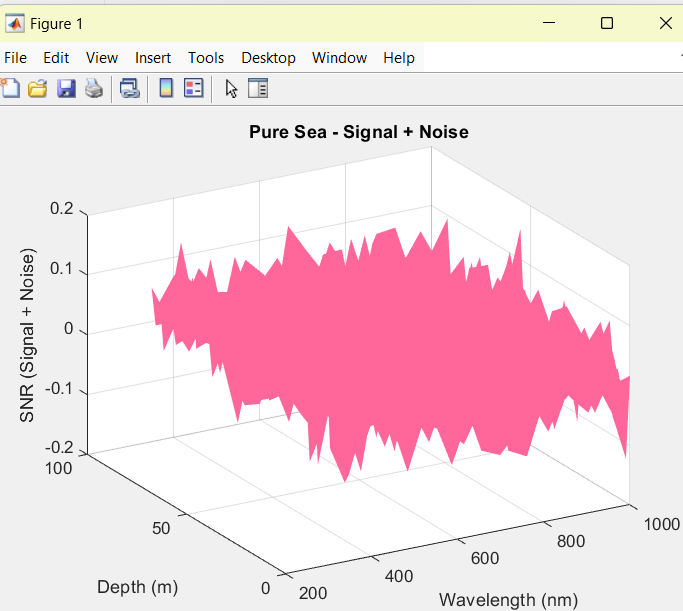 Figure 1
File Edit View Insert Tools Desktop Window Help
Pure Sea - Signal + Noise
SNR (Signal + Noise)
0.2
0.1
0
-0.1
-0.2
100
50
0
Depth (m)
200
400
600
800
1000
Wavelength (nm)